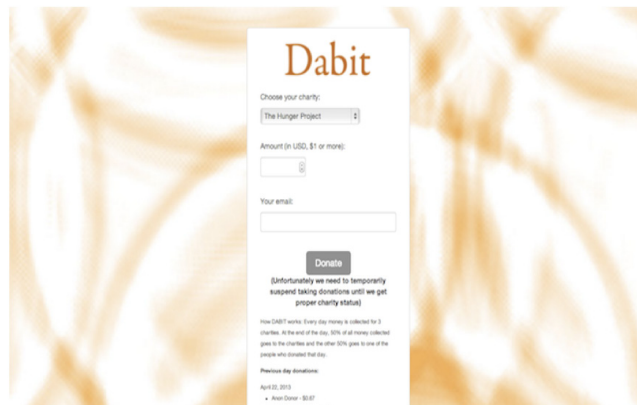 Dabit
Choose your charity:
The Hunger Project
Amount (in USD, $1 or more):
Your email:
Donate
(Unfortunately we need to temporarily
suspend taking donations until we get
proper charity status)
How DABIT works: Every day money is collected for 3
charities. At the end of the day, 50% of all money collected
goes to the charities and the other 50% goes to one of the
people who donated that day.
Previous day donations:
April 22, 2013
• Anon Donor - $0.87